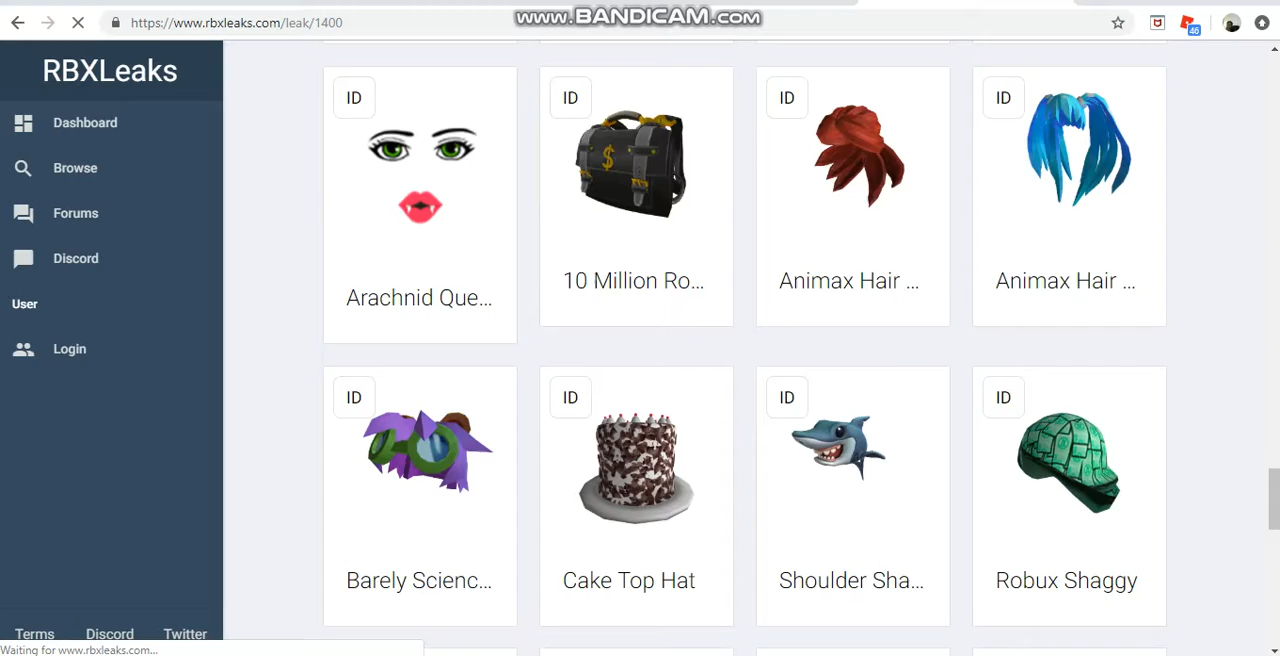 www.BANDICAM.com
https://www.rbxleaks.com/leak/1400
46
RBXLeaks
Dashboard
Browse
Forums
Discord
User
Login
Terms Discord Twitter
Waiting for www.rbxleaks.com...
ID
Arachnid Que...
ID
$
10 Million Ro...
ID
Animax Hair ...
ID
Animax Hair ...
ID
Barely Scienc...
ID
Cake Top Hat
ID
Shoulder Sha...
ID
Robux Shaggy